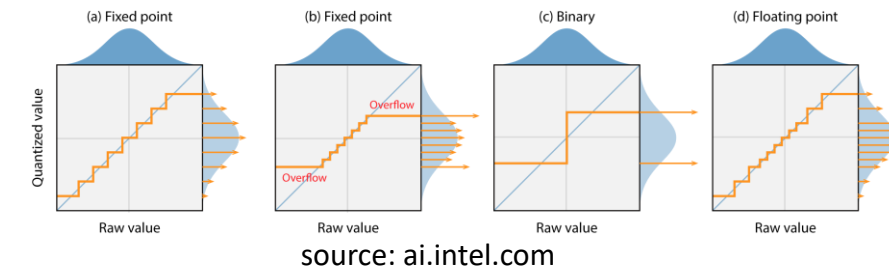 (a) Fixed point
(b) Fixed point
(c) Binary
(d) Floating point
Quantized value
Overflow
Overflow
Raw value
Raw value
Raw value
Raw value
source: ai.intel.com